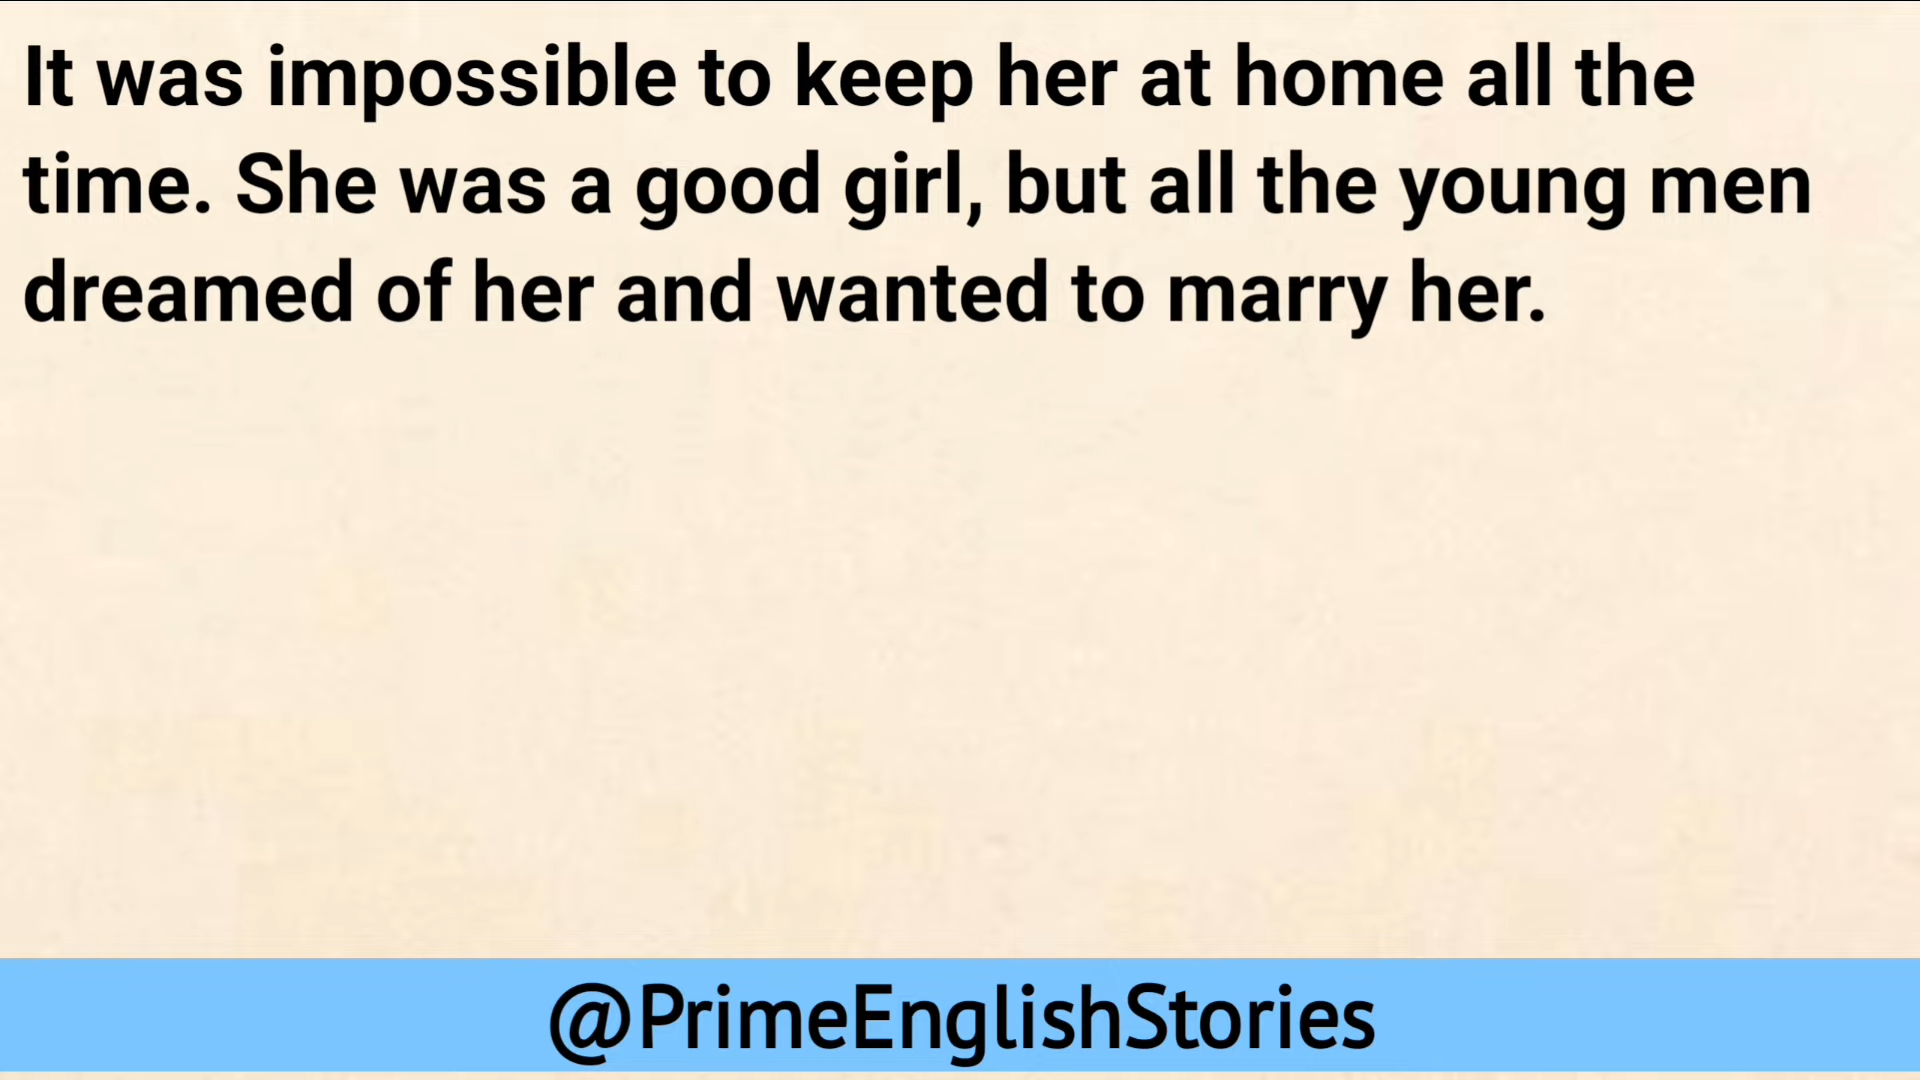 It was impossible to keep her at home all the
time. She was a good girl, but all the young men
dreamed of her and wanted to marry her.
@PrimeEnglishStories